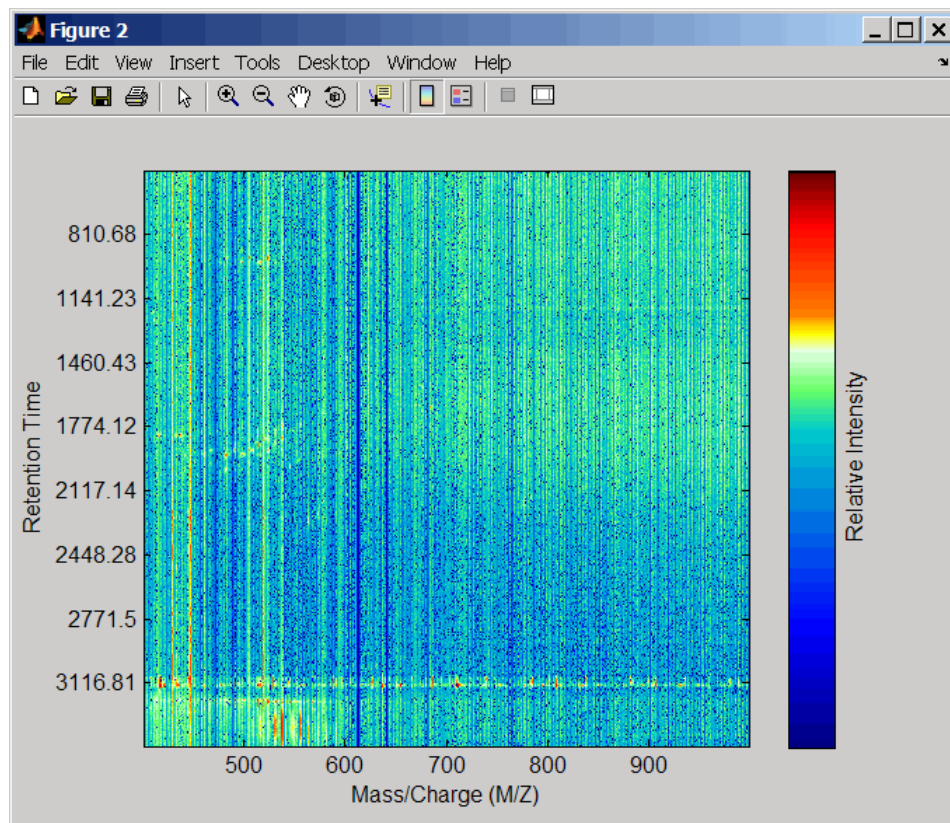 Figure 2
File Edit View Insert Tools Desktop Window Help
810.68
1141.23
1460.43
1774.12
2117.14
2448.28
2771.5
3116.81
Retention Time
500 600 700 800 900
Mass/Charge (M/Z)
Relative Intensity